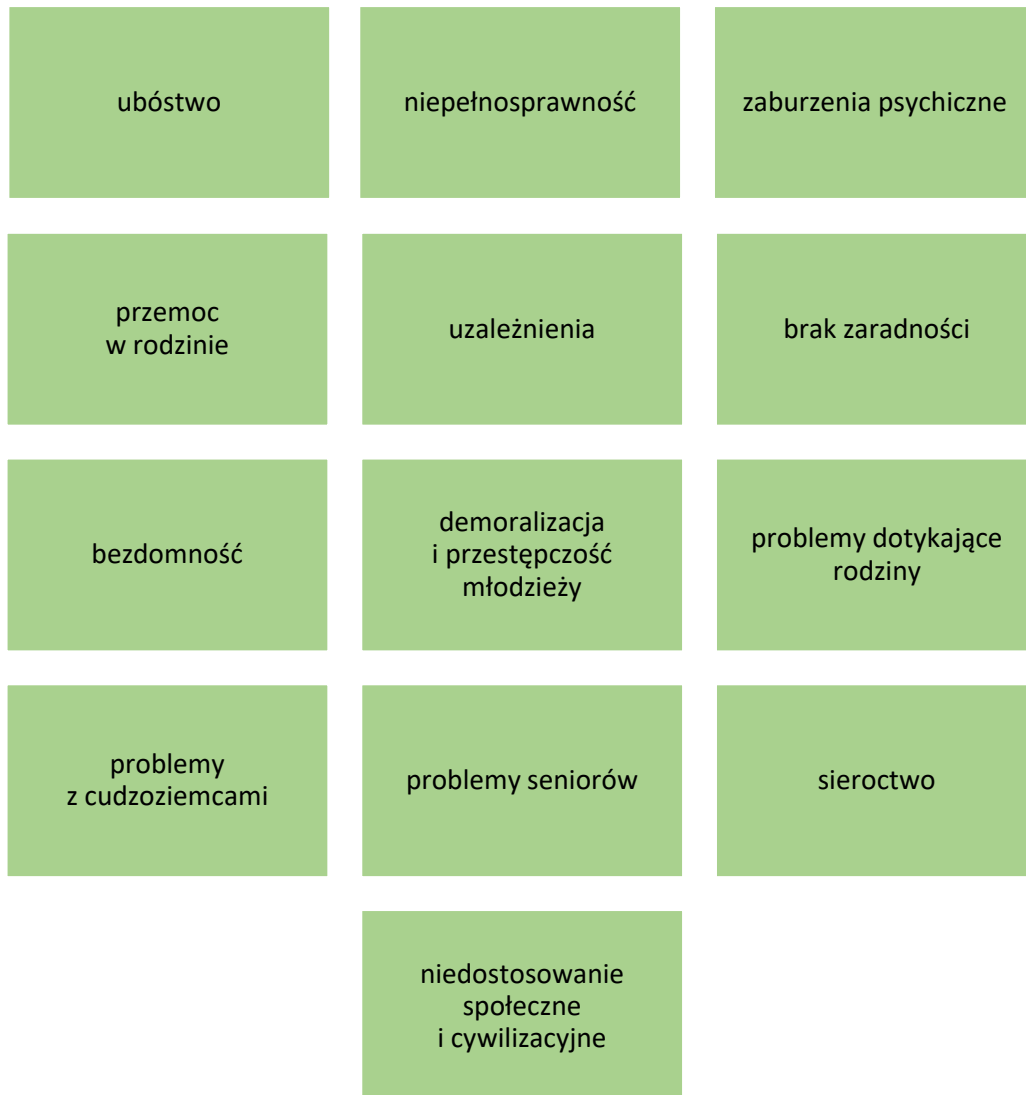 ubóstwo
niepełnosprawność
zaburzenia psychiczne
przemoc
w rodzinie
uzależnienia
brak zaradności
bezdomność
demoralizacja
i przestępczość
młodzieży
problemy dotykające
rodziny
problemy
z cudzoziemcami
problemy seniorów
sieroctwo
niedostosowanie
społeczne
i cywilizacyjne